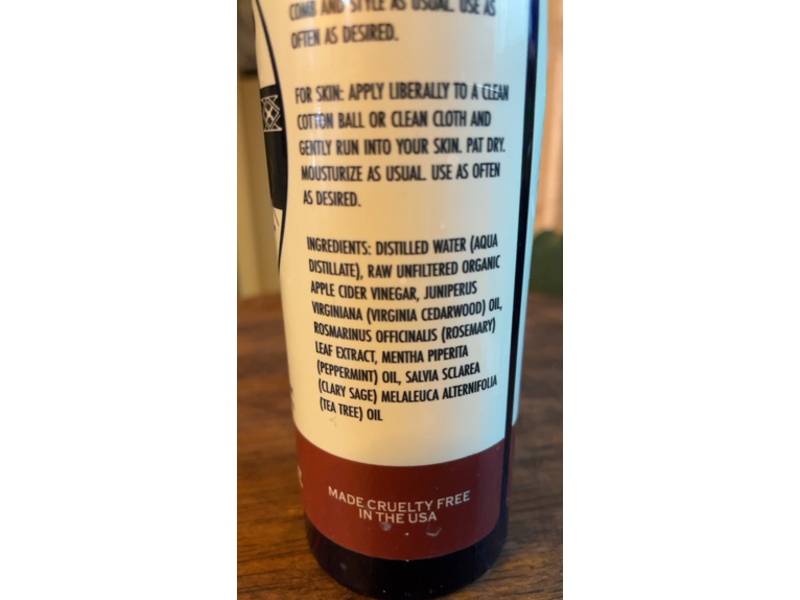 COMB AND STYLE AS USUAL. USE AS
OFTEN AS DESIRED.
FOR SKIN: APPLY LIBERALLY TO A CLEAN
COTTON BALL OR CLEAN CLOTH AND
GENTLY RUN INTO YOUR SKIN. PAT DRY.
MOUSTURIZE AS USUAL. USE AS OFTEN
AS DESIRED.
INGREDIENTS: DISTILLED WATER (AQUA
DISTILLATE), RAW UNFILTERED ORGANIC
APPLE CIDER VINEGAR, JUNIPERUS
VIRGINIANA (VIRGINIA CEDARWOOD) OIL,
ROSMARINUS OFFICINALIS (ROSEMARY)
LEAF EXTRACT, MENTHA PIPERITA
(PEPPERMINT) OIL, SALVIA SCLAREA
(CLARY SAGE) MELALEUCA ALTERNIFOLIA
(TEA TREE) OIL
MADE CRUELTY FREE
IN THE USA